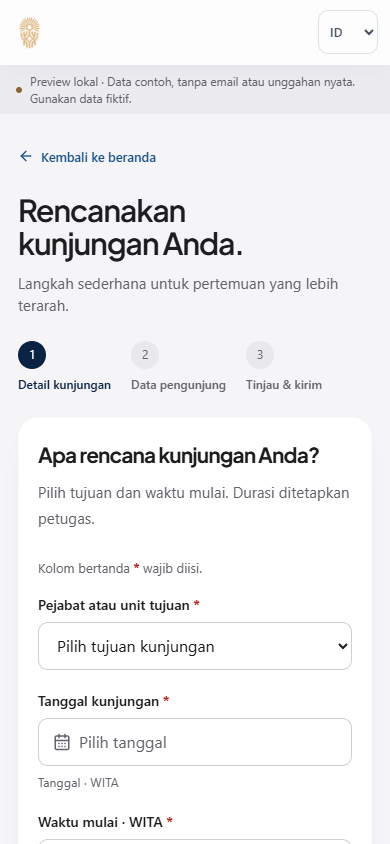 ID
Preview lokal · Data contoh, tanpa email atau unggahan nyata.
Gunakan data fiktif.
Kembali ke beranda
Rencanakan
kunjungan Anda.
Langkah sederhana untuk pertemuan yang lebih
terarah.
1
2
3
Detail kunjungan
Data pengunjung
Tinjau & kirim
Apa rencana kunjungan Anda?
Pilih tujuan dan waktu mulai. Durasi ditetapkan
petugas.
Kolom bertanda * wajib diisi.
Pejabat atau unit tujuan *
Pilih tujuan kunjungan
Tanggal kunjungan *
Pilih tanggal
Tanggal · WITA
Waktu mulai · WITA *